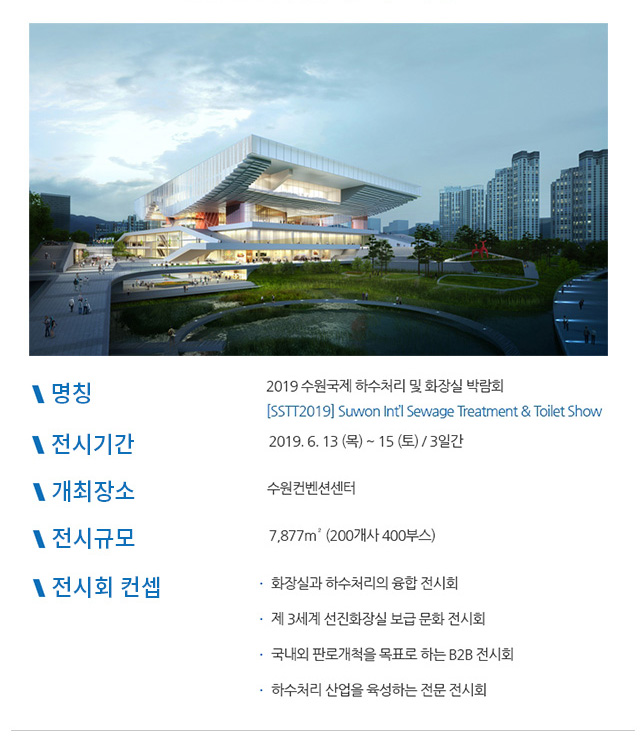 명칭
2019 수원국제 하수처리 및 화장실 박람회
[SSTT2019] Suwon Int'l Sewage Treatment & Toilet Show
전시기간
2019. 6. 13 (목) ~ 15 (토) / 3일간
개최장소
수원컨벤션센터
전시규모
7,877m² (200개사 400부스)
전시회 컨셉
· 화장실과 하수처리의 융합 전시회
· 제 3세계 선진화장실 보급 문화 전시회
· 국내외 판로개척을 목표로 하는 B2B 전시회
· 하수처리 산업을 육성하는 전문 전시회